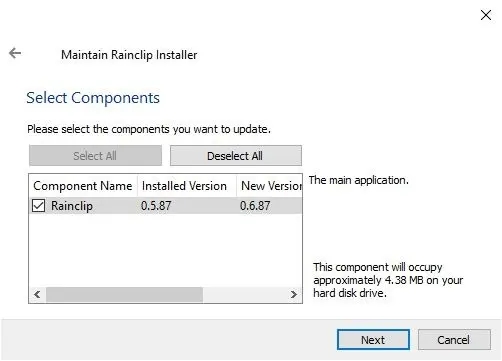 Maintain Rainclip Installer
Select Components
Please select the components you want to update.
Select All Deselect All
Component Name Installed Version New Version
Rainclip 0.5.87 0.6.87
The main application.
This component will occupy
approximately 4.38 MB on your
hard disk drive.
Next Cancel